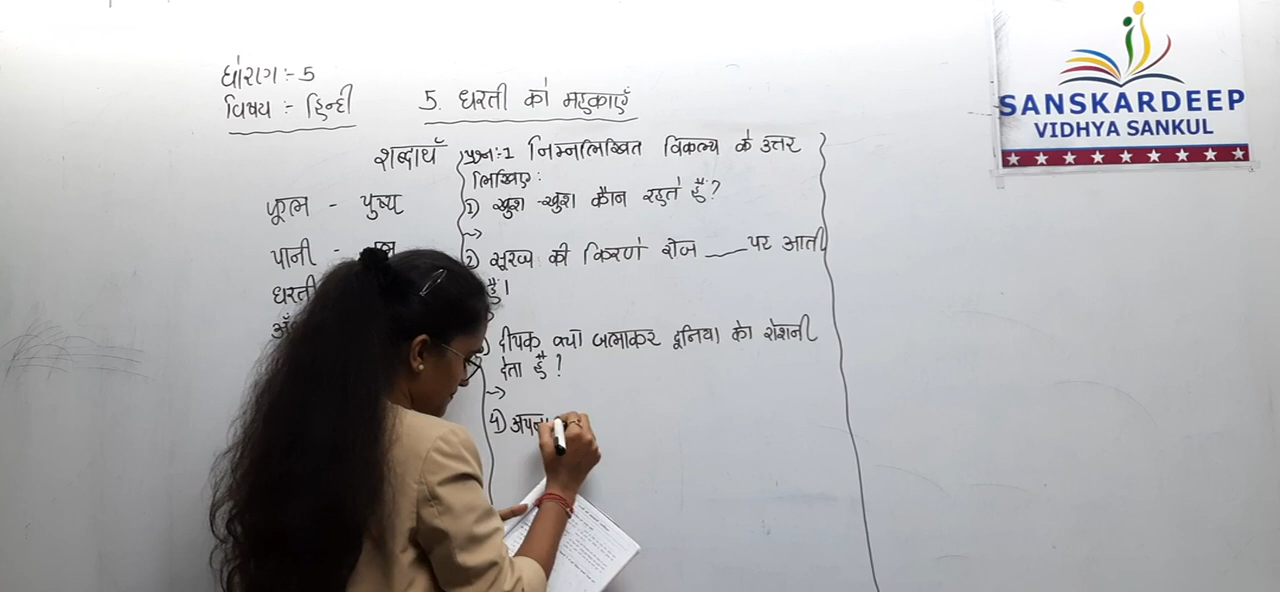 धोरण:- 5
विषय :- हिन्दी
5. धरती को महकाएँ
शब्दार्थ
फूल - पुष्प
पानी -
धरती
प्रश्न:1 निम्नलिखित विकल्प के उत्तर
लिखिए:
1) खुश -खुश कौन रहते हैं?
→
2) सूरज की किरणे रोज ___ पर आती
हैं।
) दीपक क्या जलाकर दूनिया को रोशनी
देता हैं?
→
4) अपना
SANSKARDEEP
VIDHYA SANKUL